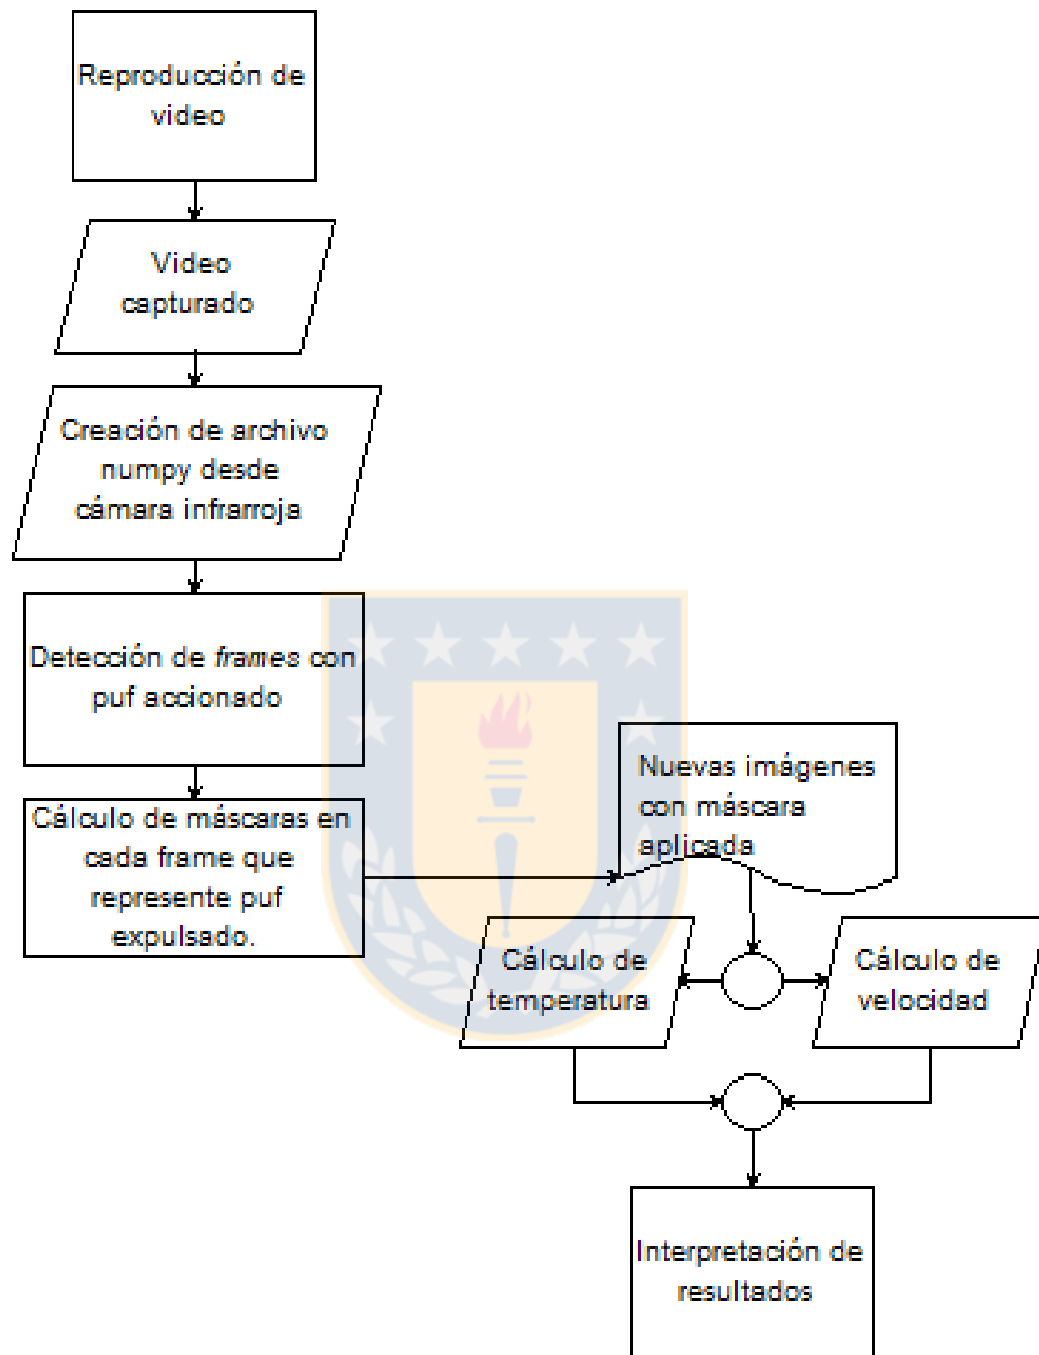 Reproducción de
video
Video
capturado
Creación de archivo
numpy desde
cámara infrarroja
Detección de frames con
puf accionado
Cálculo de máscaras en
cada frame que
represente puf
expulsado.
Nuevas imágenes
con máscara
aplicada
Cálculo de
temperatura
Cálculo de
velocidad
Interpretación de
resultados